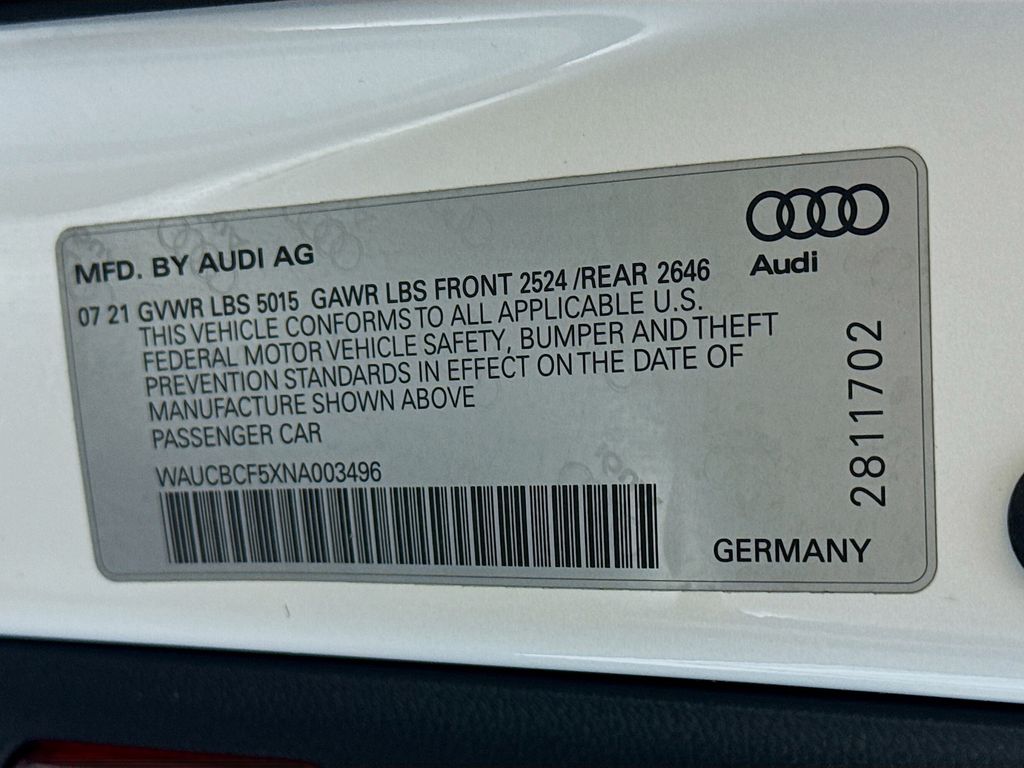 Audi
MFD. BY AUDI AG
07 21 GVWR LBS 5015 GAWR LBS FRONT 2524 /REAR 2646
THIS VEHICLE CONFORMS TO ALL APPLICABLE U.S.
FEDERAL MOTOR VEHICLE SAFETY, BUMPER AND THEFT
PREVENTION STANDARDS IN EFFECT ON THE DATE OF
MANUFACTURE SHOWN ABOVE
PASSENGER CAR
WAUCBCF5XNA003496
GERMANY
2811702